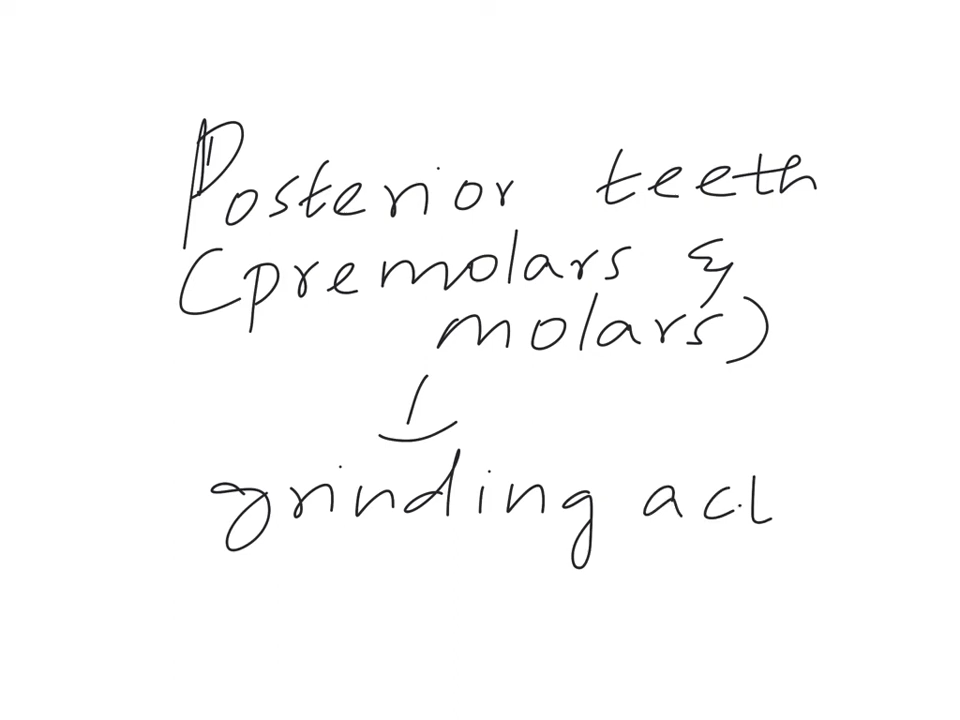 Posterior teeth
(premolars &
molars)
grinding act